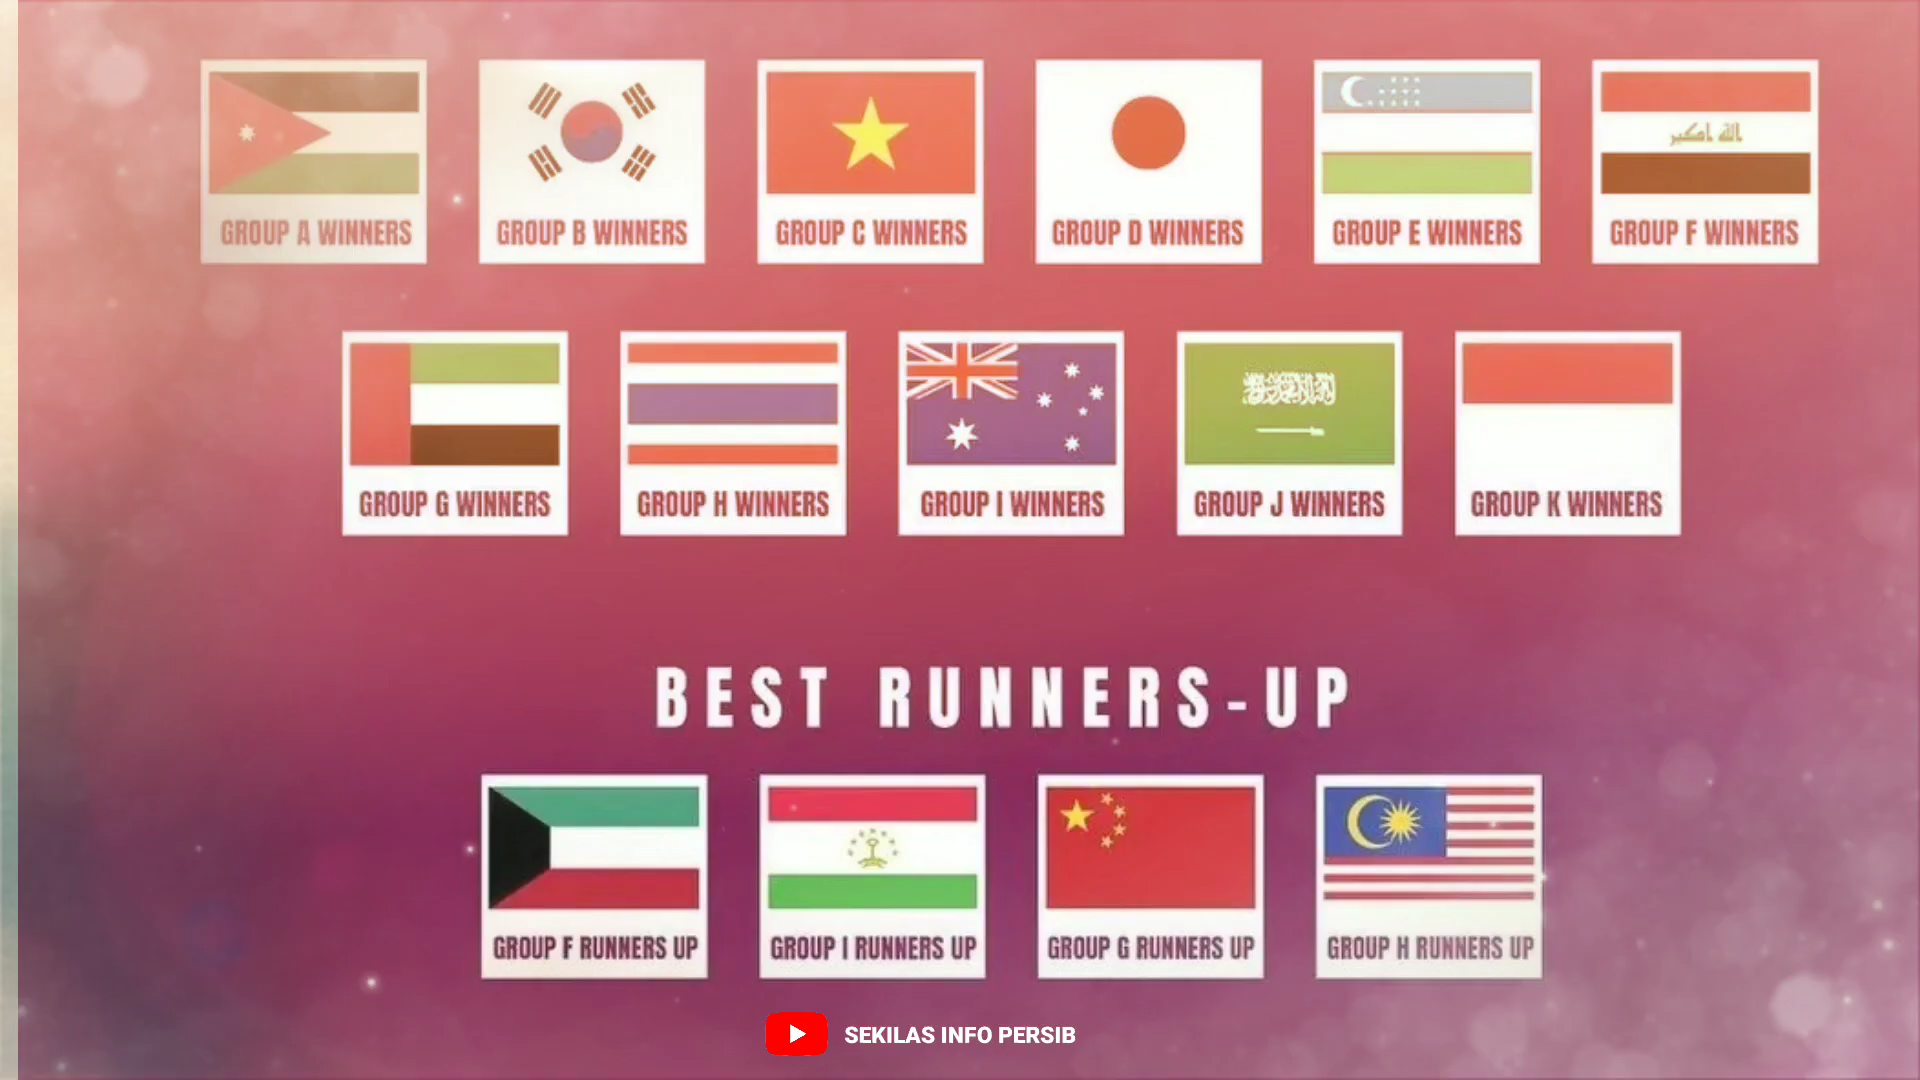 GROUP A WINNERS
GROUP B WINNERS
GROUP C WINNERS
GROUP D WINNERS
GROUP E WINNERS
الله اكبر
GROUP F WINNERS
GROUP G WINNERS
GROUP H WINNERS
GROUP I WINNERS
GROUP J WINNERS
GROUP K WINNERS
BEST RUNNERS-UP
GROUP F RUNNERS UP
GROUP I RUNNERS UP
GROUP G RUNNERS UP
GROUP H RUNNERS UP
SEKILAS INFO PERSIB